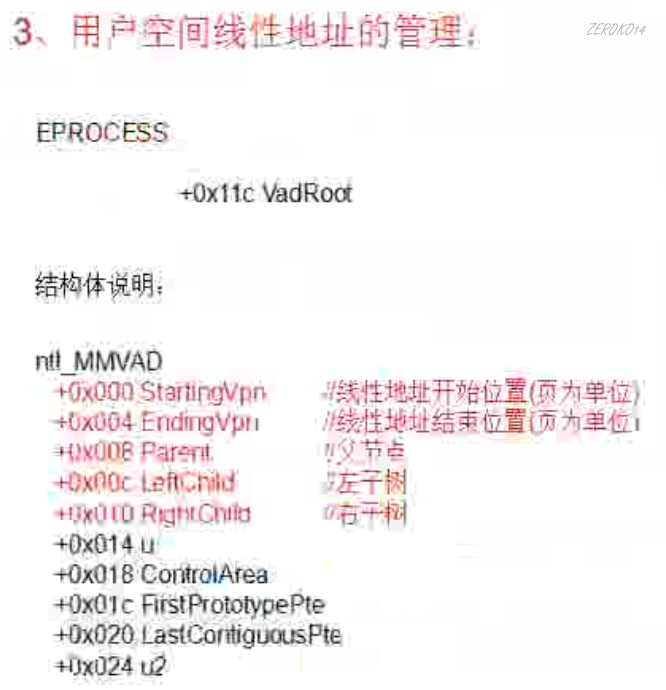 3、用户空间线性地址的管理：
ZEROK014
EPROCESS
+0x11c VadRoot
结构体说明：
nt!_MMVAD
+0x000 StartingVpn //线性地址开始位置(页为单位)
+0x004 EndingVpn //线性地址结束位置(页为单位)
+0x008 Parent //父节点
+0x00c LeftChild //左子树
+0x010 RightChild //右子树
+0x014 u
+0x018 ControlArea
+0x01c FirstPrototypePte
+0x020 LastContiguousPte
+0x024 u2